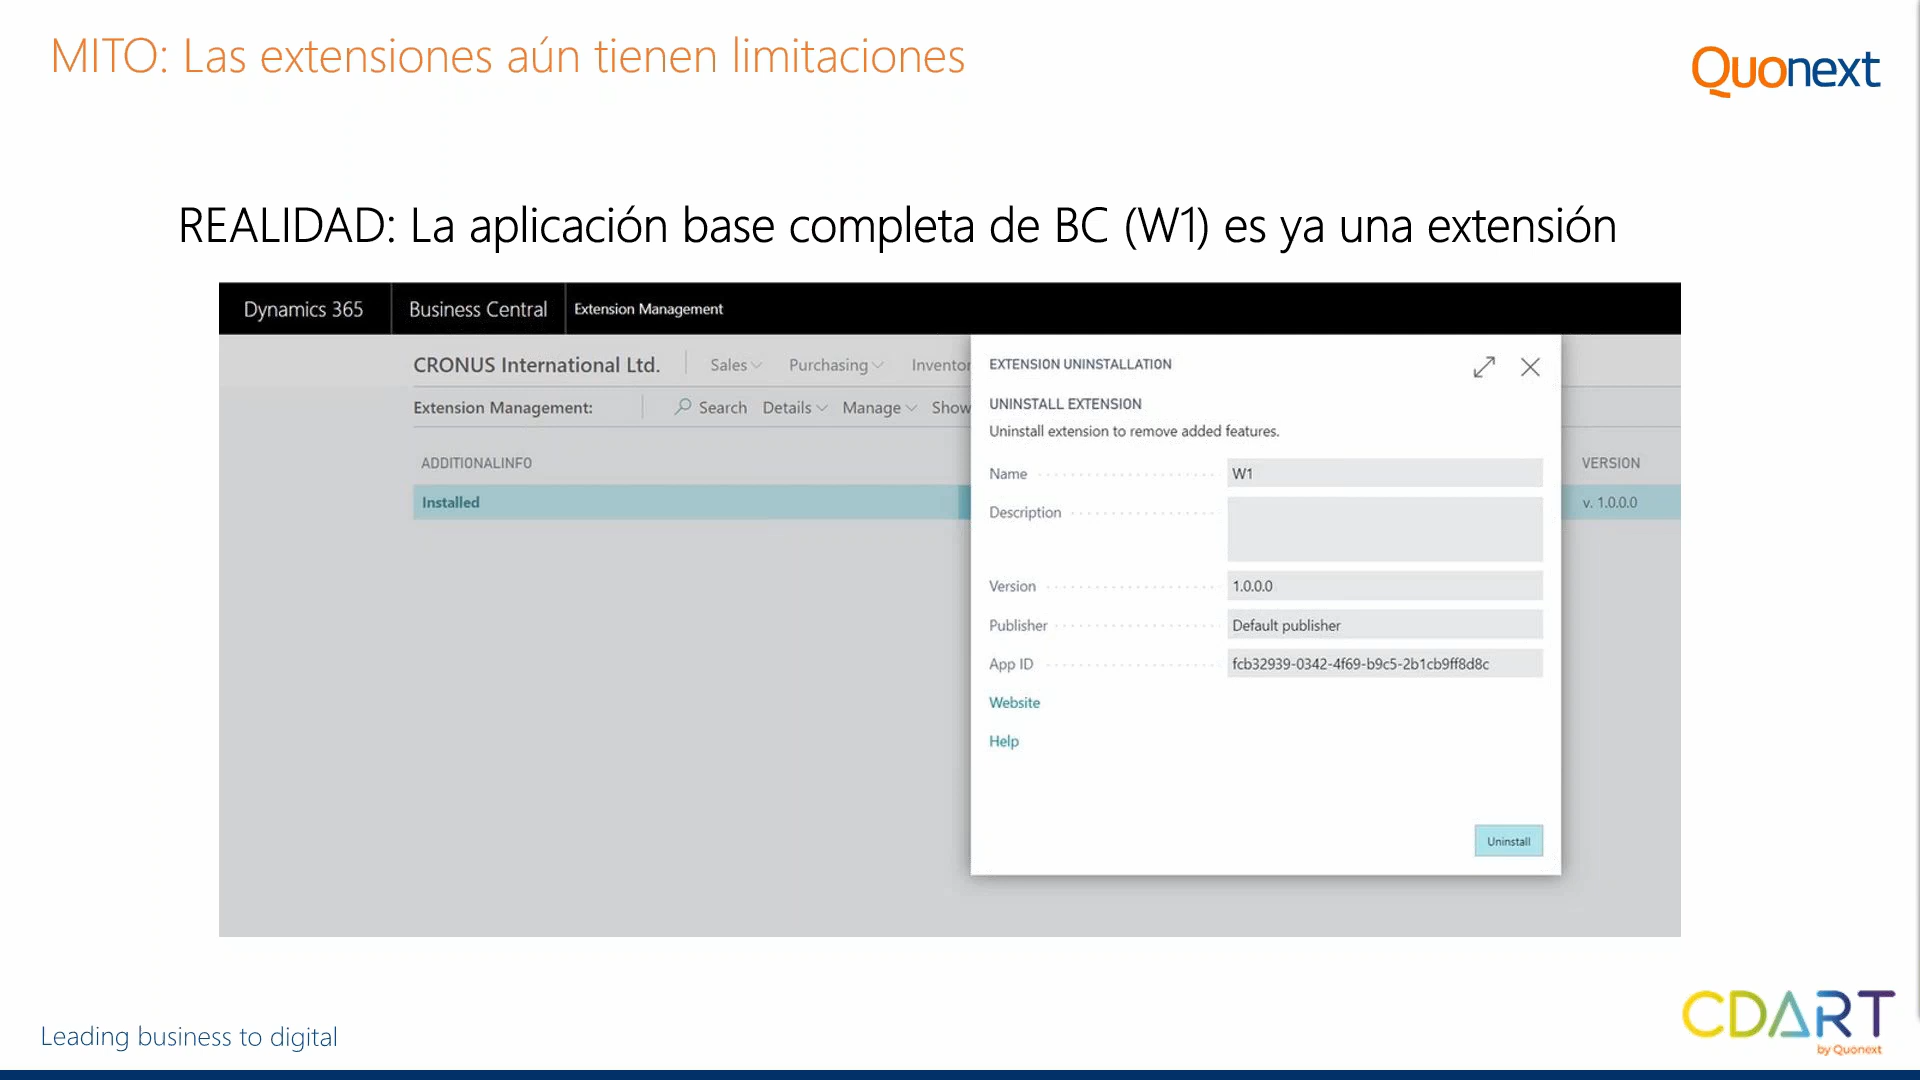 MITO: Las extensiones aún tienen limitaciones
Quonext
REALIDAD: La aplicación base completa de BC (W1) es ya una extensión
Dynamics 365 Business Central Extension Management
CRONUS International Ltd. Sales Purchasing Inventor
Extension Management: Search Details Manage Show
ADDITIONALINFO VERSION
Installed v. 1.0.0.0
EXTENSION UNINSTALLATION
UNINSTALL EXTENSION
Uninstall extension to remove added features.
Name W1
Description
Version 1.0.0.0
Publisher Default publisher
App ID fcb32939-0342-4f69-b9c5-2b1cb9ff8d8c
Website
Help
Uninstall
Leading business to digital
CDART
by Quonext